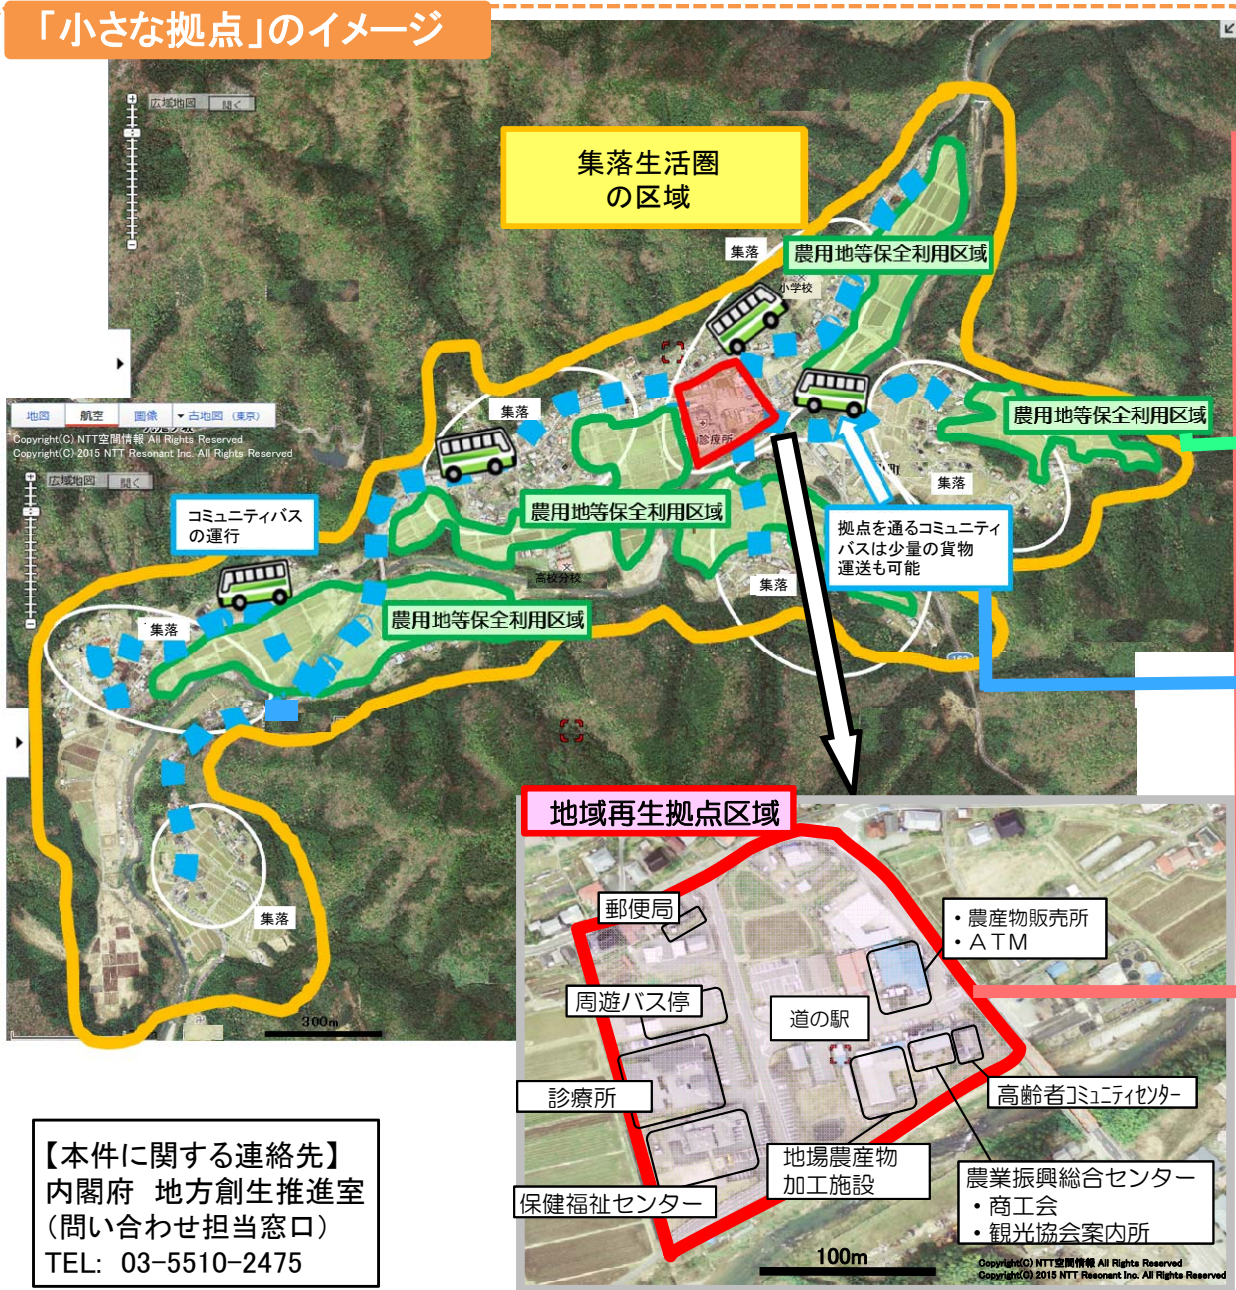 「小さな拠点」のイメージ
広域地図 開く
集落生活圏
の区域
集落
農用地等保全利用区域
小学校
地図 航空 画像 ▾古地図（東京）
Copyright(C) NTT空間情報 All Rights Reserved
Copyright(C) 2015 NTT Resonant Inc. All Rights Reserved
広域地図 開く
集落
農用地等保全利用区域
診療所
集落
コミュニティバス
の運行
農用地等保全利用区域
拠点を通るコミュニティ
バスは少量の貨物
運送も可能
高校分校
集落
農用地等保全利用区域
集落
集落
300m
地域再生拠点区域
郵便局
・農産物販売所
・ＡＴＭ
周遊バス停
道の駅
診療所
高齢者コミュニティセンター
地場農産物
加工施設
保健福祉センター
農業振興総合センター
・商工会
・観光協会案内所
100m
Copyright(C) NTT空間情報 All Rights Reserved
Copyright(C) 2015 NTT Resonant Inc. All Rights Reserved
【本件に関する連絡先】
内閣府 地方創生推進室
(問い合わせ担当窓口)
TEL: 03-5510-2475